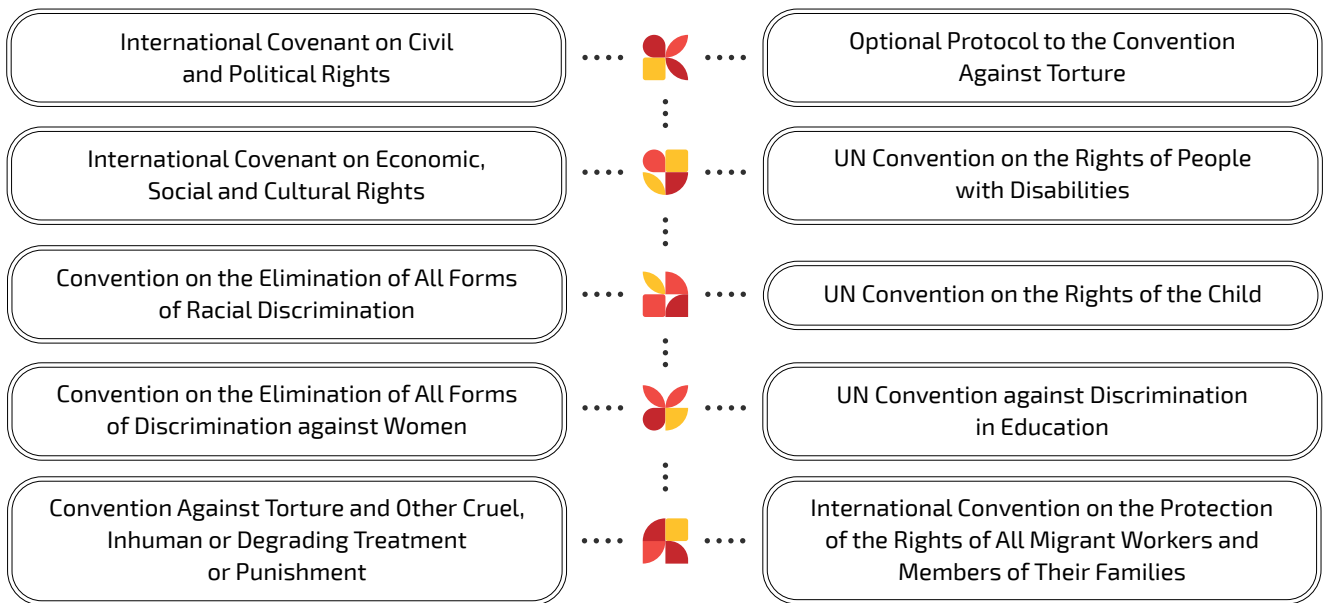 International Covenant on Civil
and Political Rights
Optional Protocol to the Convention
Against Torture
International Covenant on Economic,
Social and Cultural Rights
UN Convention on the Rights of People
with Disabilities
Convention on the Elimination of All Forms
of Racial Discrimination
UN Convention on the Rights of the Child
Convention on the Elimination of All Forms
of Discrimination against Women
UN Convention against Discrimination
in Education
Convention Against Torture and Other Cruel,
Inhuman or Degrading Treatment
or Punishment
International Convention on the Protection
of the Rights of All Migrant Workers and
Members of Their Families